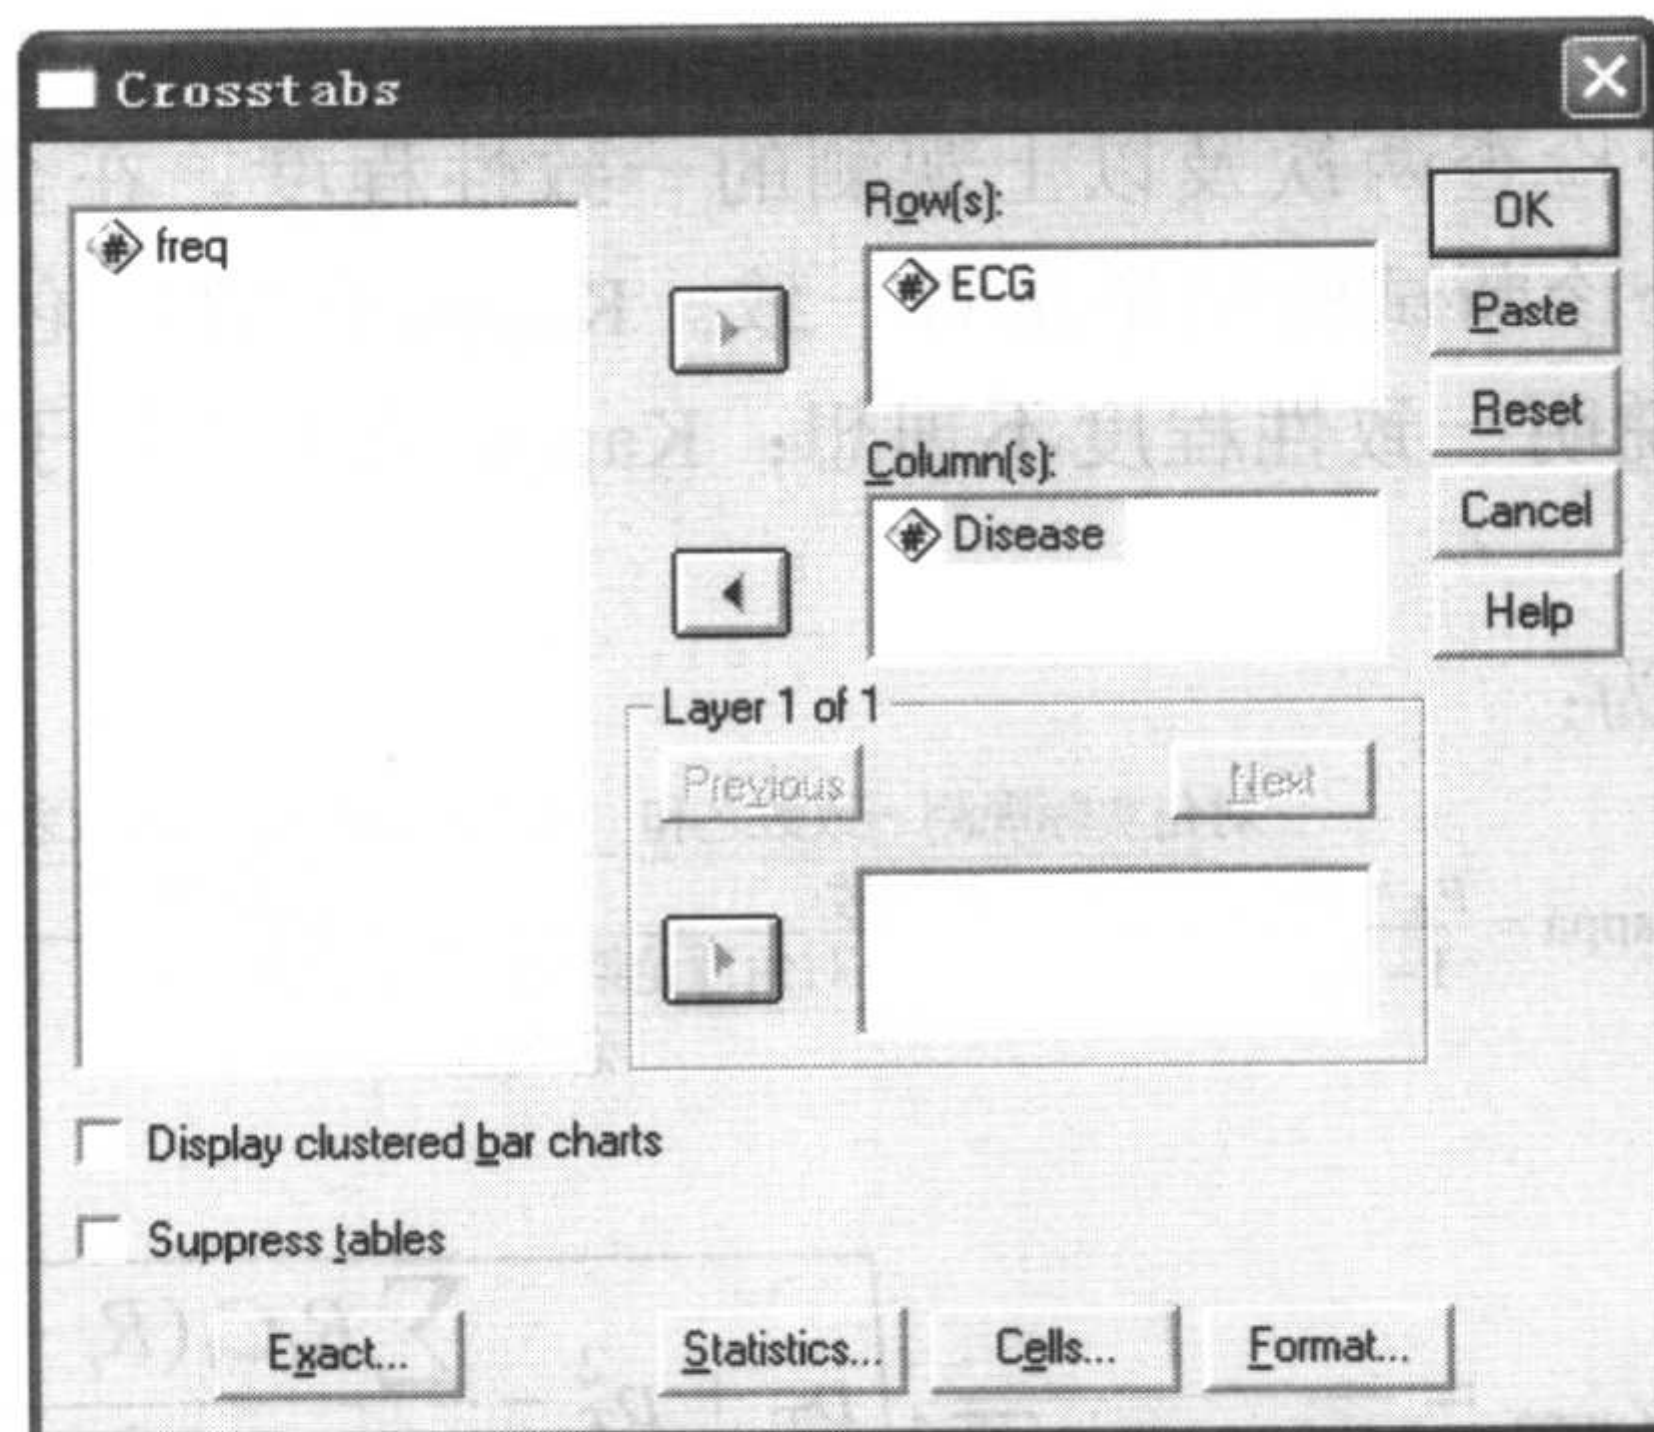 Crosstabs
freq
Row(s):
ECG
Column(s):
Disease
Layer 1 of 1
Previous
Next
Display clustered bar charts
Suppress tables
Exact...
Statistics...
Cells...
Format...
OK
Paste
Reset
Cancel
Help